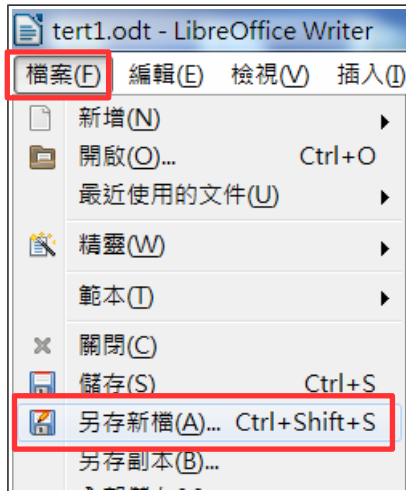 tert1.odt - LibreOffice Writer
檔案(F) 編輯(E) 檢視(V) 插入(I)
新增(N)
開啟(O)... Ctrl+O
最近使用的文件(U)
精靈(W)
範本(T)
關閉(C)
儲存(S) Ctrl+S
另存新檔(A)... Ctrl+Shift+S
另存副本(B)...